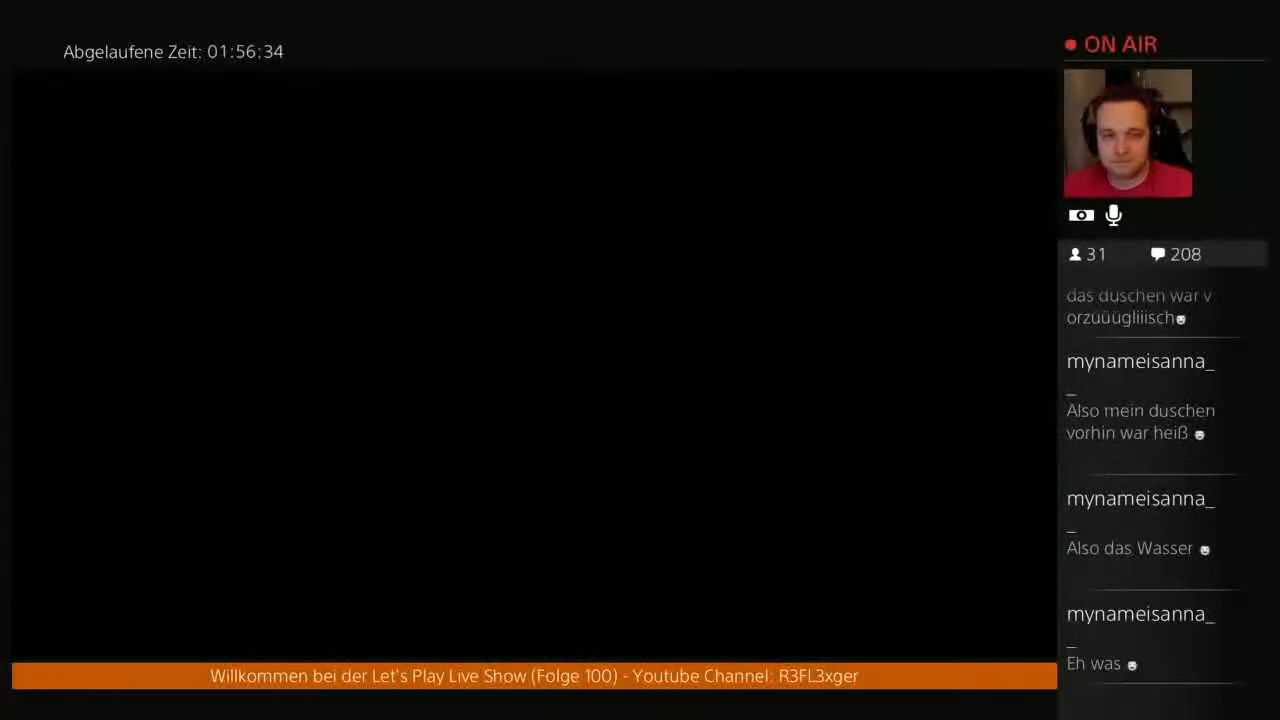 Abgelaufene Zeit: 01:56:34
ON AIR
31 208
das duschen war v
orzuüügliiisch
mynameisanna_
_
Also mein duschen
vorhin war heiß
mynameisanna_
_
Also das Wasser
mynameisanna_
_
Eh was
Willkommen bei der Let's Play Live Show (Folge 100) - Youtube Channel: R3FL3xger